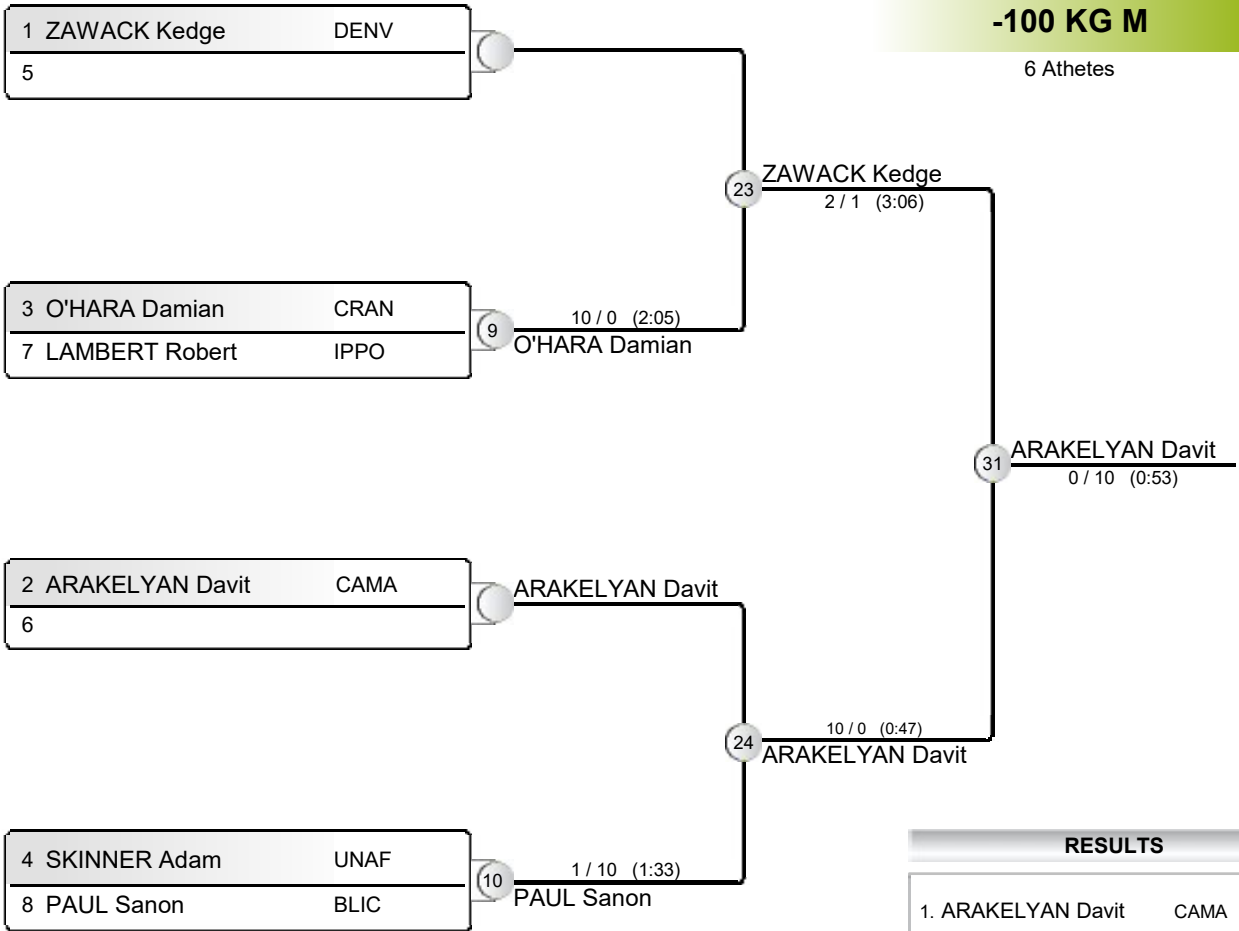 -100 KG M
6 Athetes
1 ZAWACK Kedge DENV
5
23
ZAWACK Kedge
2 / 1 (3:06)
3 O'HARA Damian CRAN
7 LAMBERT Robert IPPO
9
10 / 0 (2:05)
O'HARA Damian
31
ARAKELYAN Davit
0 / 10 (0:53)
2 ARAKELYAN Davit CAMA
6
ARAKELYAN Davit
24
10 / 0 (0:47)
ARAKELYAN Davit
4 SKINNER Adam UNAF
8 PAUL Sanon BLIC
10
1 / 10 (1:33)
PAUL Sanon
RESULTS
1. ARAKELYAN Davit CAMA